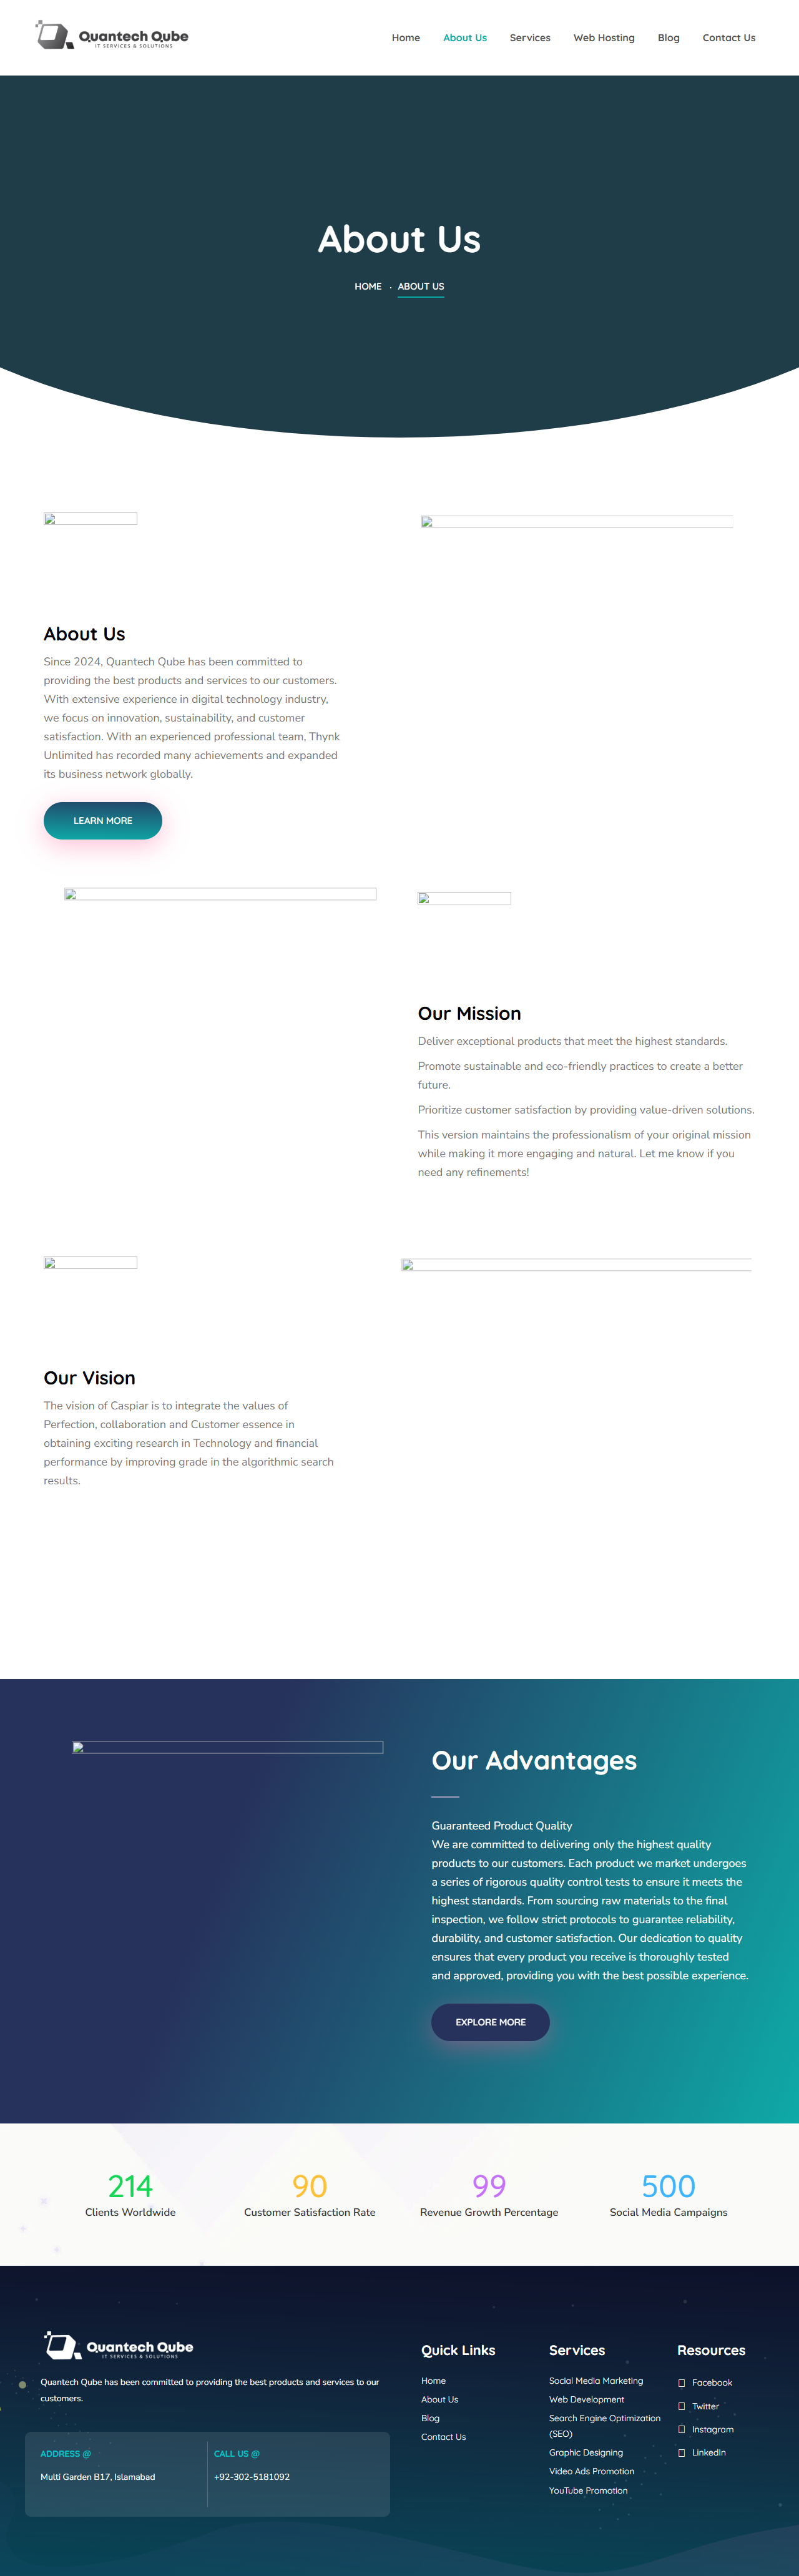 Quantech Qube
IT SERVICES & SOLUTIONS
Home About Us Services Web Hosting Blog Contact Us
About Us
HOME • ABOUT US
About Us
Since 2024, Quantech Qube has been committed to
providing the best products and services to our customers.
With extensive experience in digital technology industry,
we focus on innovation, sustainability, and customer
satisfaction. With an experienced professional team, Thynk
Unlimited has recorded many achievements and expanded
its business network globally.
LEARN MORE
Our Mission
Deliver exceptional products that meet the highest standards.
Promote sustainable and eco-friendly practices to create a better
future.
Prioritize customer satisfaction by providing value-driven solutions.
This version maintains the professionalism of your original mission
while making it more engaging and natural. Let me know if you
need any refinements!
Our Vision
The vision of Caspiar is to integrate the values of
Perfection, collaboration and Customer essence in
obtaining exciting research in Technology and financial
performance by improving grade in the algorithmic search
results.
Our Advantages
Guaranteed Product Quality
We are committed to delivering only the highest quality
products to our customers. Each product we market undergoes
a series of rigorous quality control tests to ensure it meets the
highest standards. From sourcing raw materials to the final
inspection, we follow strict protocols to guarantee reliability,
durability, and customer satisfaction. Our dedication to quality
ensures that every product you receive is thoroughly tested
and approved, providing you with the best possible experience.
EXPLORE MORE
214
Clients Worldwide
90
Customer Satisfaction Rate
99
Revenue Growth Percentage
500
Social Media Campaigns
Quantech Qube
IT SERVICES & SOLUTIONS
Quantech Qube has been committed to providing the best products and services to our
customers.
ADDRESS @
Multi Garden B17, Islamabad
CALL US @
+92-302-5181092
Quick Links
Home
About Us
Blog
Contact Us
Services
Social Media Marketing
Web Development
Search Engine Optimization
(SEO)
Graphic Designing
Video Ads Promotion
YouTube Promotion
Resources
Facebook
Twitter
Instagram
LinkedIn